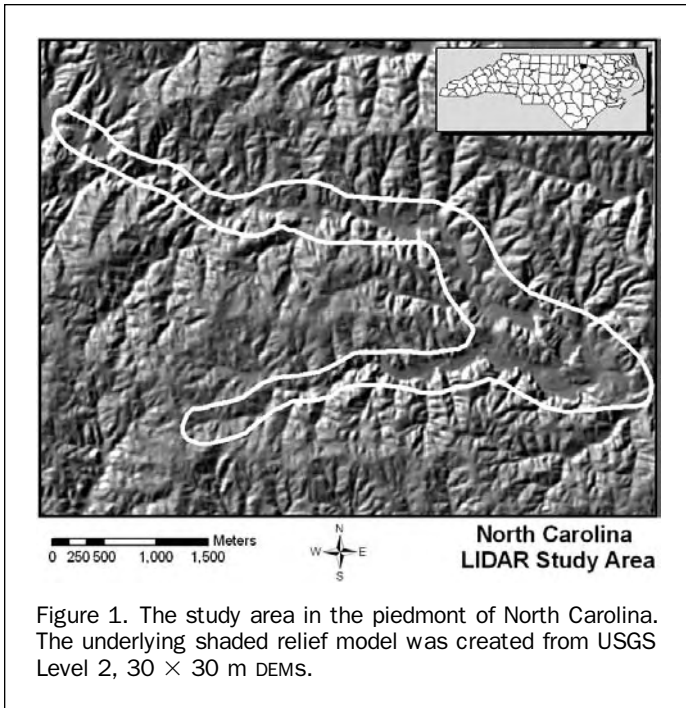 Meters
0 250 500 1,000 1,500
N
W E
S
North Carolina
LIDAR Study Area
Figure 1. The study area in the piedmont of North Carolina.
The underlying shaded relief model was created from USGS
Level 2, 30 × 30 m DEMs.